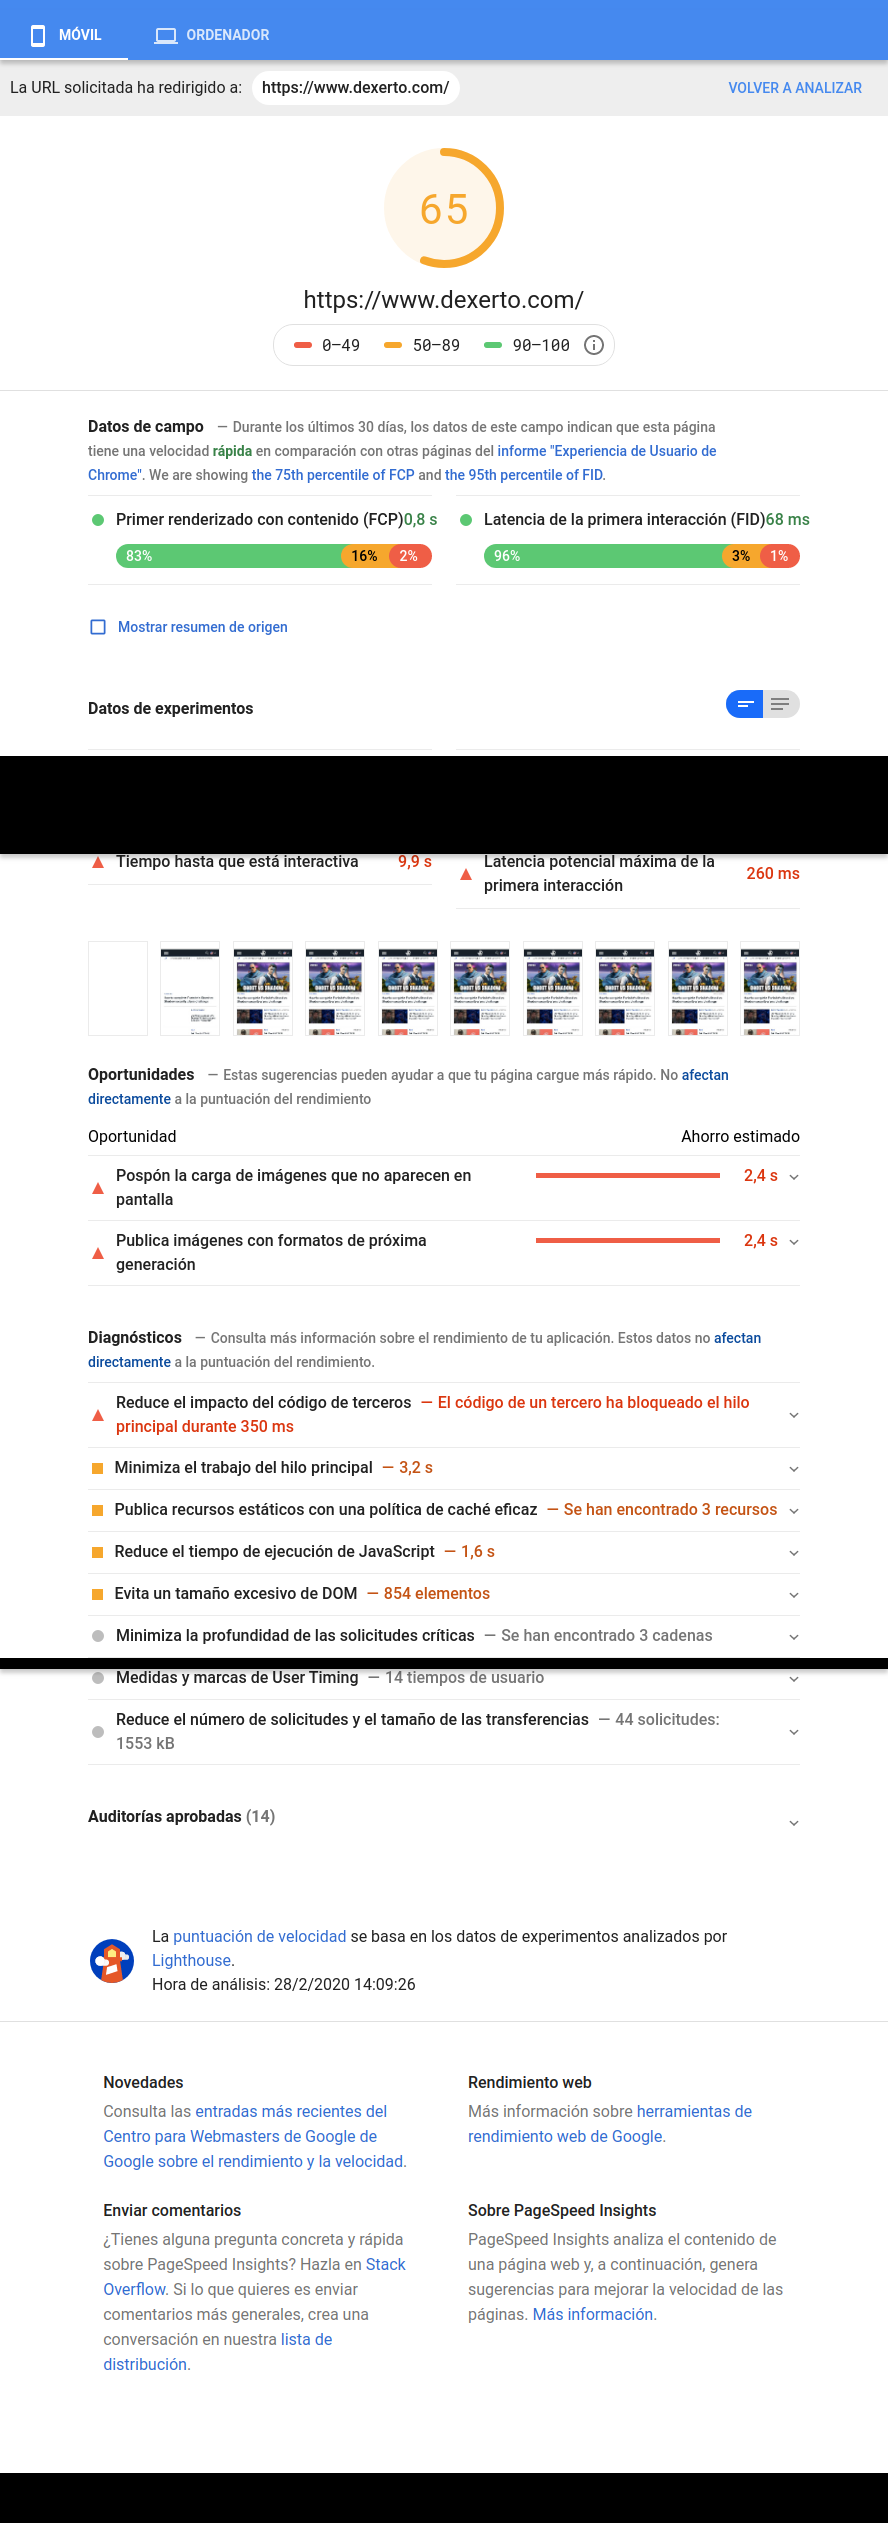 MÓVIL
ORDENADOR
La URL solicitada ha redirigido a: https://www.dexerto.com/ VOLVER A ANALIZAR
65
https://www.dexerto.com/
0–49 50–89 90–100
Datos de campo — Durante los últimos 30 días, los datos de este campo indican que esta página
tiene una velocidad rápida en comparación con otras páginas del informe "Experiencia de Usuario de
Chrome". We are showing the 75th percentile of FCP and the 95th percentile of FID.
Primer renderizado con contenido (FCP) 0,8 s
83% 16% 2%
Latencia de la primera interacción (FID) 68 ms
96% 3% 1%
Mostrar resumen de origen
Datos de experimentos
Tiempo hasta que está interactiva 9,9 s
Latencia potencial máxima de la
primera interacción 260 ms
Oportunidades — Estas sugerencias pueden ayudar a que tu página cargue más rápido. No afectan
directamente a la puntuación del rendimiento
Oportunidad Ahorro estimado
Pospón la carga de imágenes que no aparecen en
pantalla 2,4 s
Publica imágenes con formatos de próxima
generación 2,4 s
Diagnósticos — Consulta más información sobre el rendimiento de tu aplicación. Estos datos no afectan
directamente a la puntuación del rendimiento.
Reduce el impacto del código de terceros — El código de un tercero ha bloqueado el hilo
principal durante 350 ms
Minimiza el trabajo del hilo principal — 3,2 s
Publica recursos estáticos con una política de caché eficaz — Se han encontrado 3 recursos
Reduce el tiempo de ejecución de JavaScript — 1,6 s
Evita un tamaño excesivo de DOM — 854 elementos
Minimiza la profundidad de las solicitudes críticas — Se han encontrado 3 cadenas
Medidas y marcas de User Timing — 14 tiempos de usuario
Reduce el número de solicitudes y el tamaño de las transferencias — 44 solicitudes:
1553 kB
Auditorías aprobadas (14)
La puntuación de velocidad se basa en los datos de experimentos analizados por
Lighthouse.
Hora de análisis: 28/2/2020 14:09:26
Novedades
Consulta las entradas más recientes del
Centro para Webmasters de Google de
Google sobre el rendimiento y la velocidad.
Rendimiento web
Más información sobre herramientas de
rendimiento web de Google.
Enviar comentarios
¿Tienes alguna pregunta concreta y rápida
sobre PageSpeed Insights? Hazla en Stack
Overflow. Si lo que quieres es enviar
comentarios más generales, crea una
conversación en nuestra lista de
distribución.
Sobre PageSpeed Insights
PageSpeed Insights analiza el contenido de
una página web y, a continuación, genera
sugerencias para mejorar la velocidad de las
páginas. Más información.